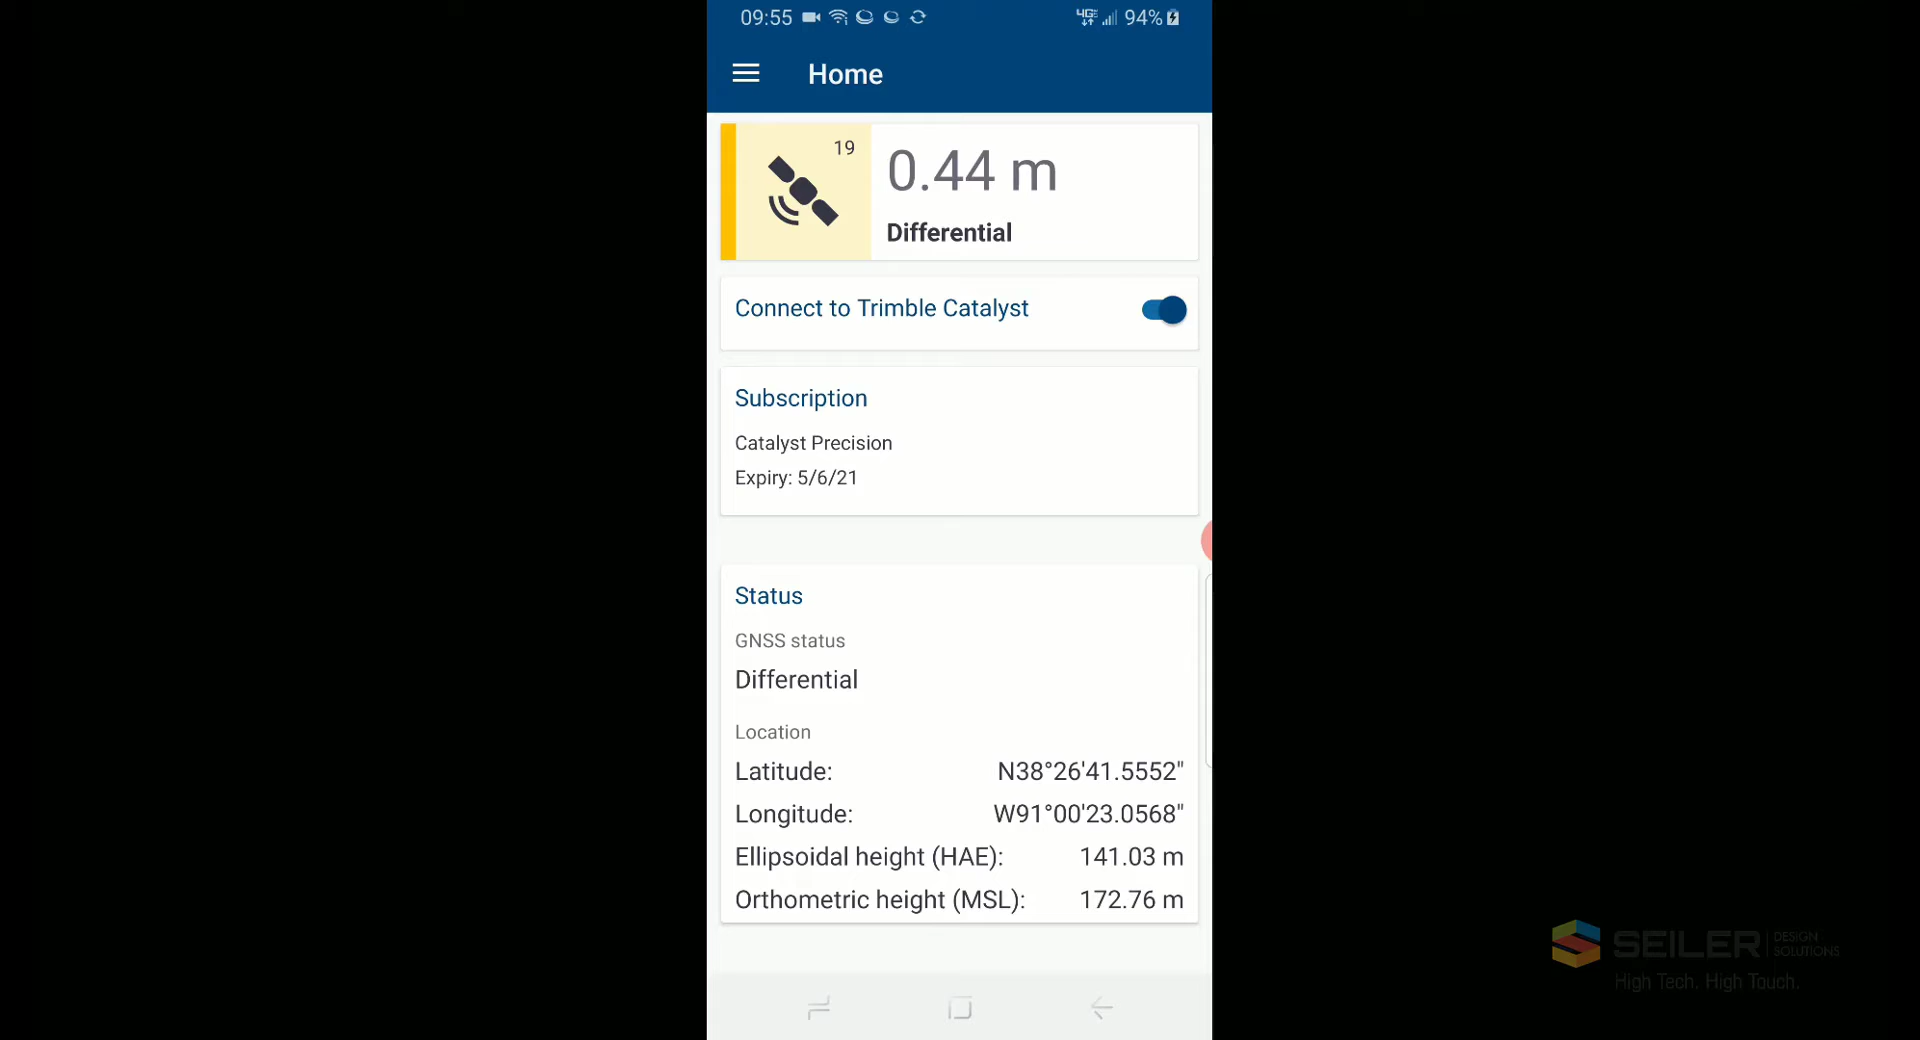 09:55 4G 94%
Home
19
0.44 m
Differential
Connect to Trimble Catalyst
Subscription
Catalyst Precision
Expiry: 5/6/21
Status
GNSS status
Differential
Location
Latitude: N38°26'41.5552"
Longitude: W91°00'23.0568"
Ellipsoidal height (HAE): 141.03 m
Orthometric height (MSL): 172.76 m
SEILER DESIGN
SOLUTIONS
High Tech. High Touch.